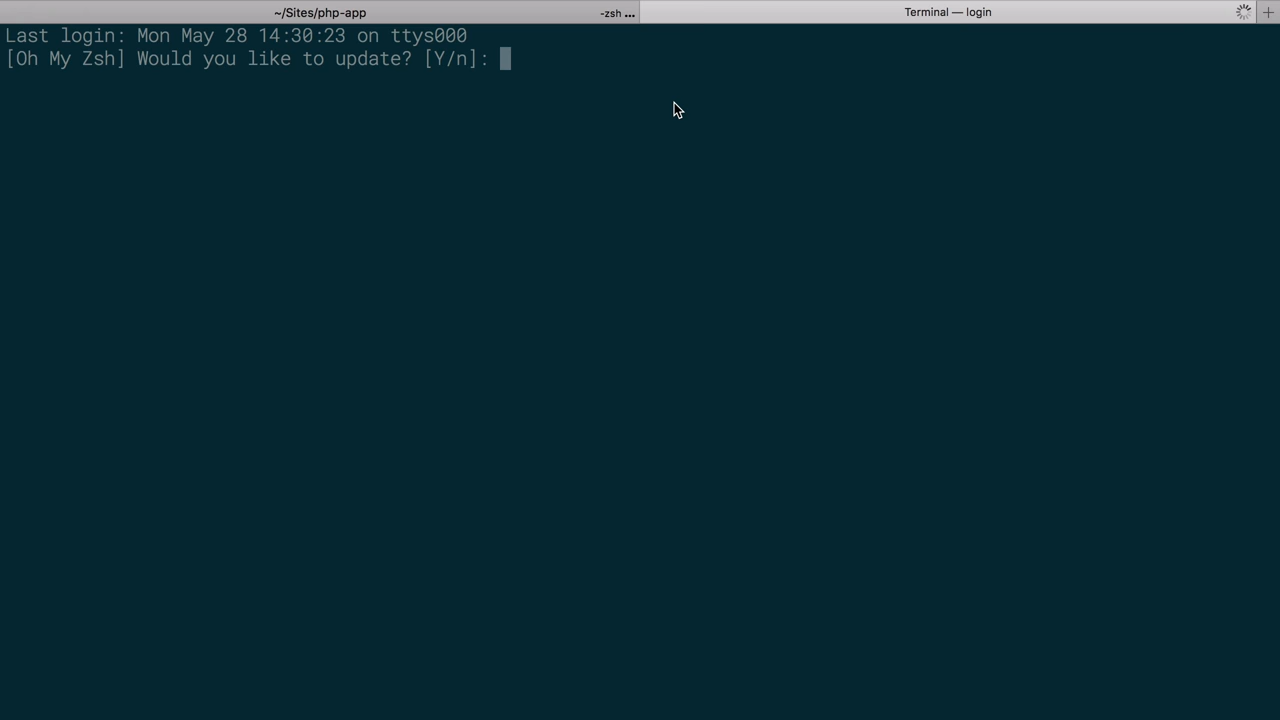 ~/Sites/php-app -zsh ... Terminal — login
Last login: Mon May 28 14:30:23 on ttys000
[Oh My Zsh] Would you like to update? [Y/n]: